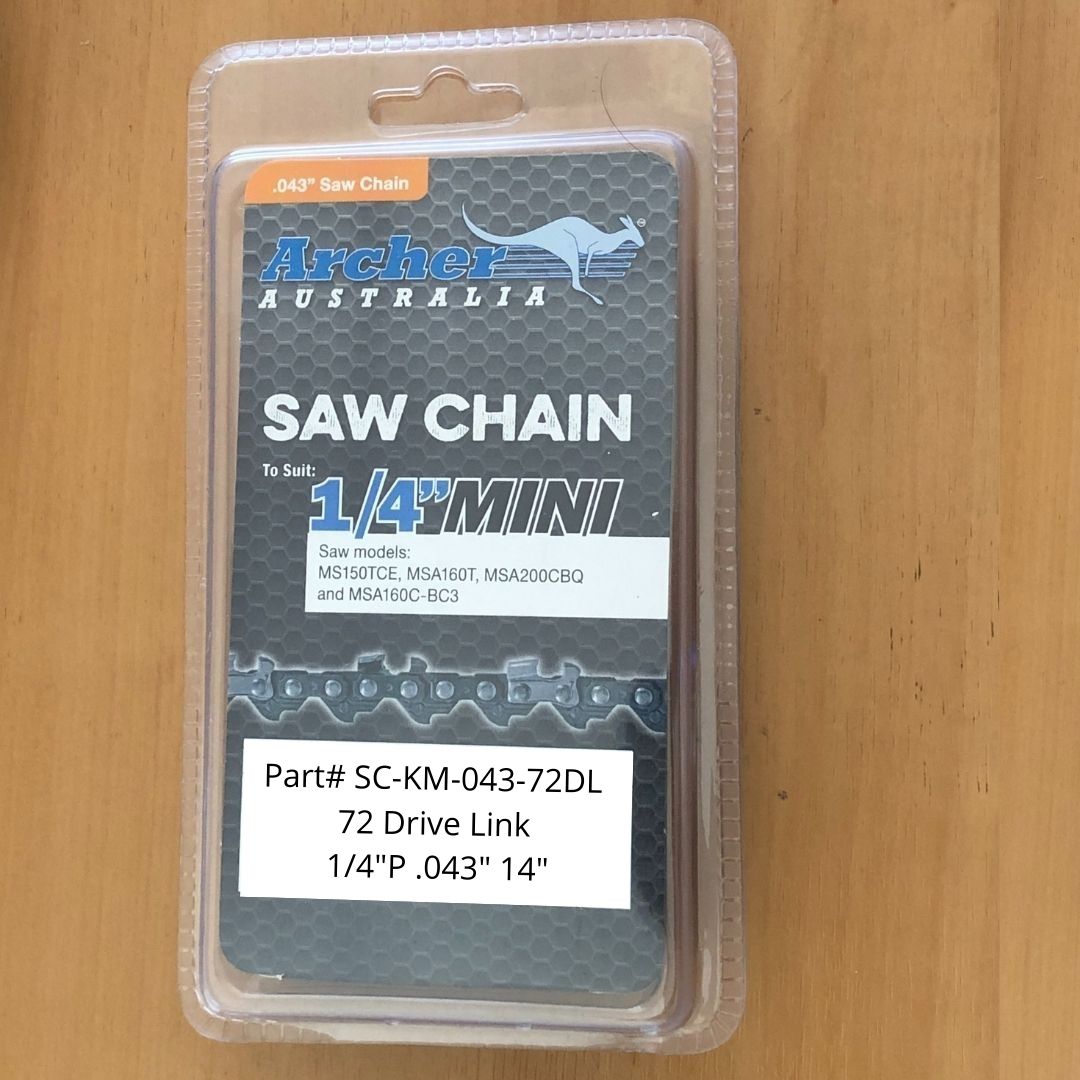 .043” Saw Chain
Archer
AUSTRALIA
SAW CHAIN
To Suit:
1/4” MINI
Saw models:
MS150TCE, MSA160T, MSA200CBQ
and MSA160C-BC3
Part# SC-KM-043-72DL
72 Drive Link
1/4"P .043" 14"